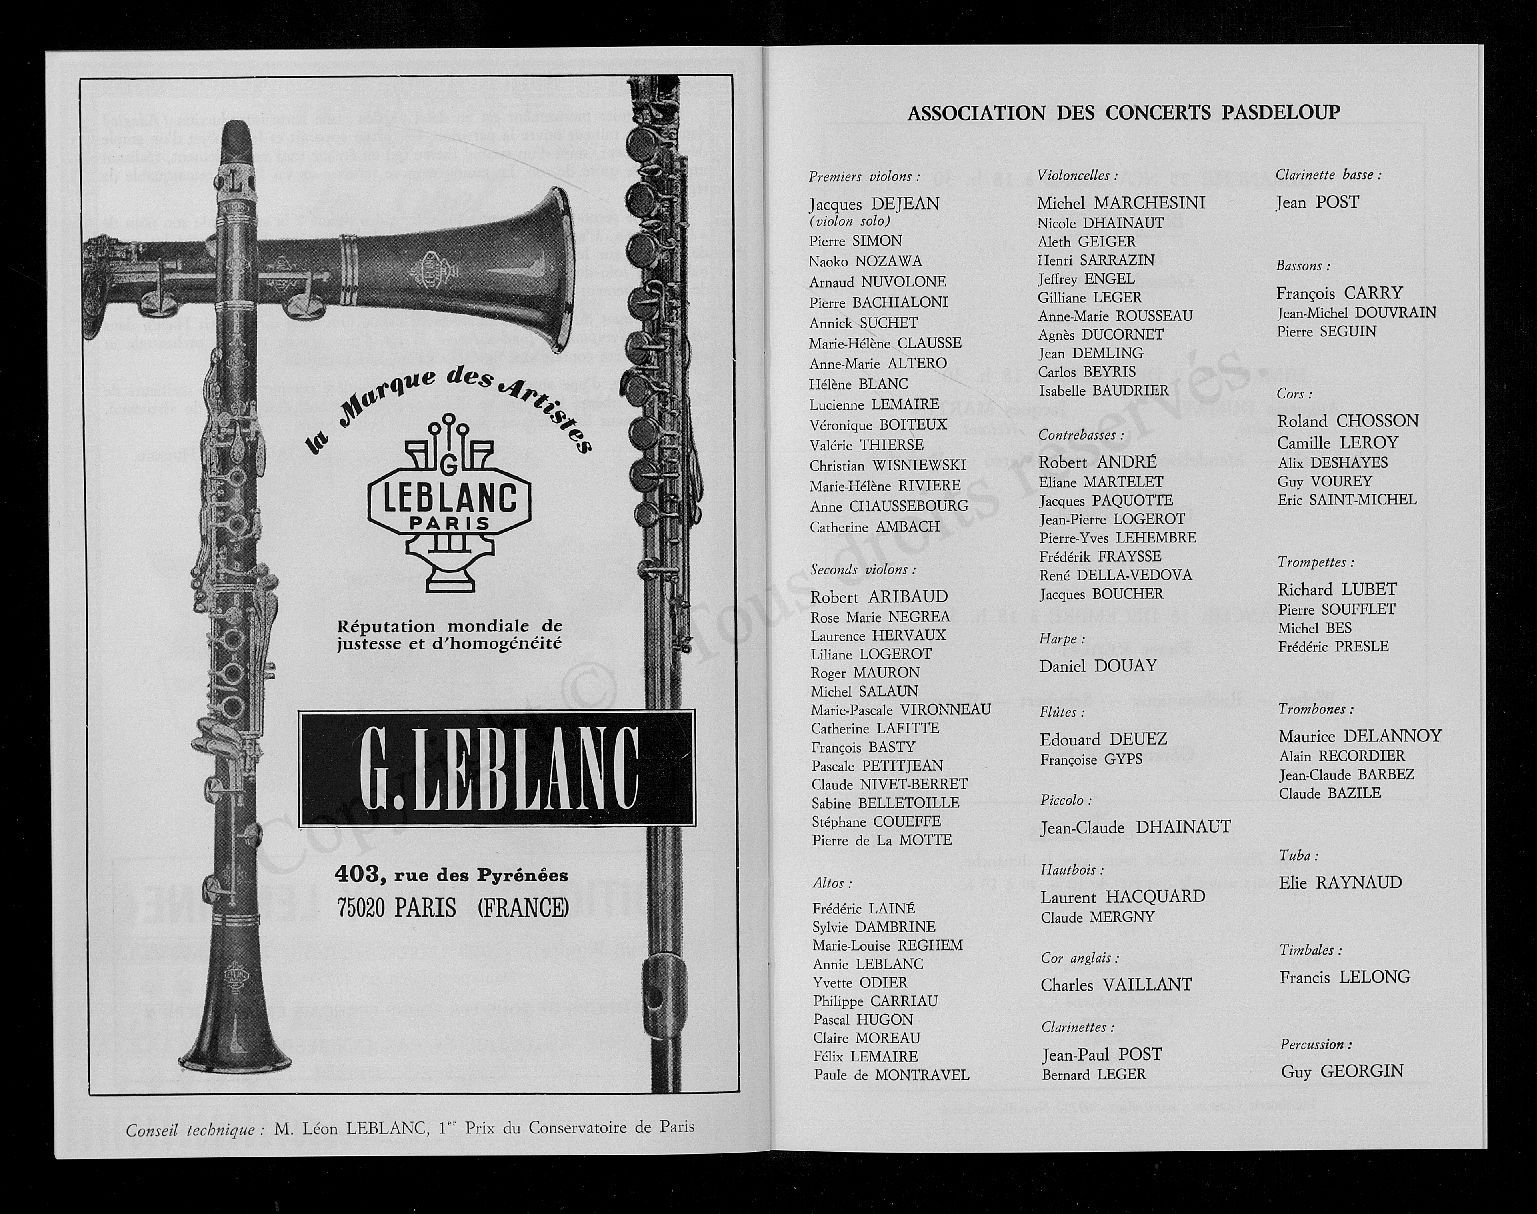 la Marque des Artistes
G
LEBLANC
PARIS
Réputation mondiale de
justesse et d'homogénéité
G. LEBLANC
403, rue des Pyrénées
75020 PARIS (FRANCE)
Conseil technique : M. Léon LEBLANC, 1er Prix du Conservatoire de Paris
ASSOCIATION DES CONCERTS PASDELOUP
Premiers violons :
Jacques DEJEAN
(violon solo)
Pierre SIMON
Naoko NOZAWA
Arnaud NUVOLONE
Pierre BACHIALONI
Annick SUCHET
Marie-Hélène CLAUSSE
Anne-Marie ALTERO
Hélène BLANC
Lucienne LEMAIRE
Véronique BOITEUX
Valérie THIERSE
Christian WISNIEWSKI
Marie-Hélène RIVIERE
Anne CHAUSSEBOURG
Catherine AMBACH
Seconds violons :
Robert ARIBAUD
Rose Marie NEGREA
Laurence HERVAUX
Liliane LOGEROT
Roger MAURON
Michel SALAUN
Marie-Pascale VIRONNEAU
Catherine LAFITTE
François BASTY
Pascale PETITJEAN
Claude NIVET-BERRET
Sabine BELLETOILLE
Stéphane COUEFFE
Pierre de La MOTTE
Altos :
Frédéric LAINÉ
Sylvie DAMBRINE
Marie-Louise REGHEM
Annie LEBLANC
Yvette ODIER
Philippe CARRIAU
Pascal HUGON
Claire MOREAU
Félix LEMAIRE
Paule de MONTRAVEL
Violoncelles :
Michel MARCHESINI
Nicole DHAINAUT
Aleth GEIGER
Henri SARRAZIN
Jeffrey ENGEL
Gilliane LEGER
Anne-Marie ROUSSEAU
Agnès DUCORNET
Jean DEMLING
Carlos BEYRIS
Isabelle BAUDRIER
Contrebasses :
Robert ANDRÉ
Eliane MARTELET
Jacques PAQUOTTE
Jean-Pierre LOGEROT
Pierre-Yves LEHEMBRE
Frédérik FRAYSSE
René DELLA-VEDOVA
Jacques BOUCHER
Harpe :
Daniel DOUAY
Flûtes :
Edouard DEUEZ
Françoise GYPS
Piccolo :
Jean-Claude DHAINAUT
Hautbois :
Laurent HACQUARD
Claude MERGNY
Cor anglais :
Charles VAILLANT
Clarinettes :
Jean-Paul POST
Bernard LEGER
Clarinette basse :
Jean POST
Bassons :
François CARRY
Jean-Michel DOUVRAIN
Pierre SEGUIN
Cors :
Roland CHOSSON
Camille LEROY
Alix DESHAYES
Guy VOUREY
Eric SAINT-MICHEL
Trompettes :
Richard LUBET
Pierre SOUFFLET
Michel BES
Frédéric PRESLE
Trombones :
Maurice DELANNOY
Alain RECORDIER
Jean-Claude BARBEZ
Claude BAZILE
Tuba :
Elie RAYNAUD
Timbales :
Francis LELONG
Percussion :
Guy GEORGIN
Copyright © Tous droits réservés.